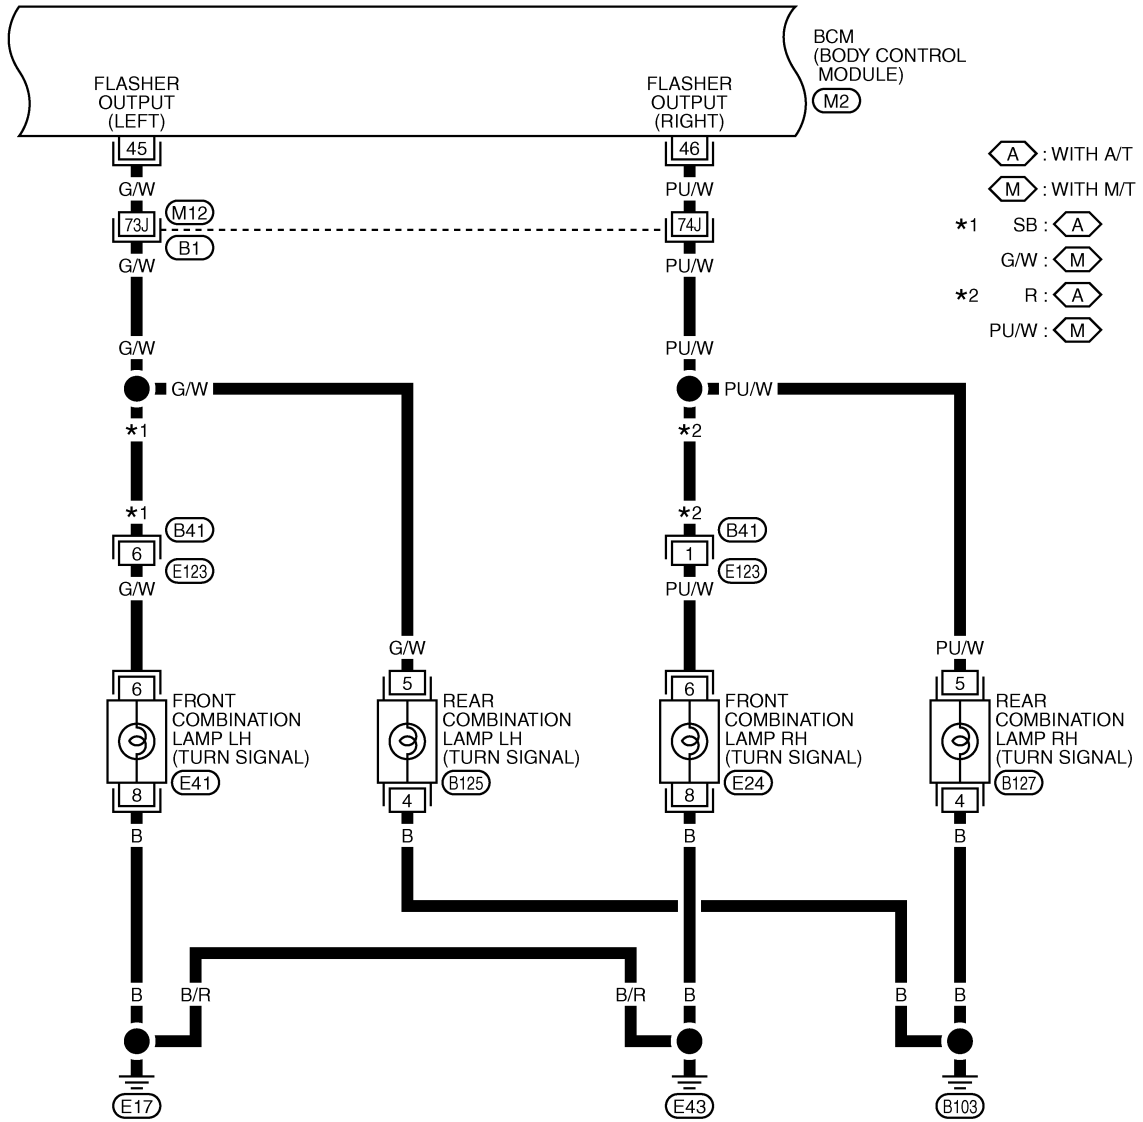 BCM
(BODY CONTROL
MODULE)
M2
FLASHER
OUTPUT
(LEFT)
FLASHER
OUTPUT
(RIGHT)
45
46
G/W
PU/W
73J
M12
B1
74J
G/W
PU/W
A : WITH A/T
M : WITH M/T
*1 SB : A
G/W : M
*2 R : A
PU/W : M
G/W
PU/W
G/W
PU/W
*1
*2
*1
*2
B41
6
E123
B41
1
E123
G/W
PU/W
G/W
PU/W
6
FRONT
COMBINATION
LAMP LH
(TURN SIGNAL)
E41
8
5
REAR
COMBINATION
LAMP LH
(TURN SIGNAL)
B125
4
6
FRONT
COMBINATION
LAMP RH
(TURN SIGNAL)
E24
8
5
REAR
COMBINATION
LAMP RH
(TURN SIGNAL)
B127
4
B
B
B
B
B
B/R
B/R
B
B
B
E17
E43
B103